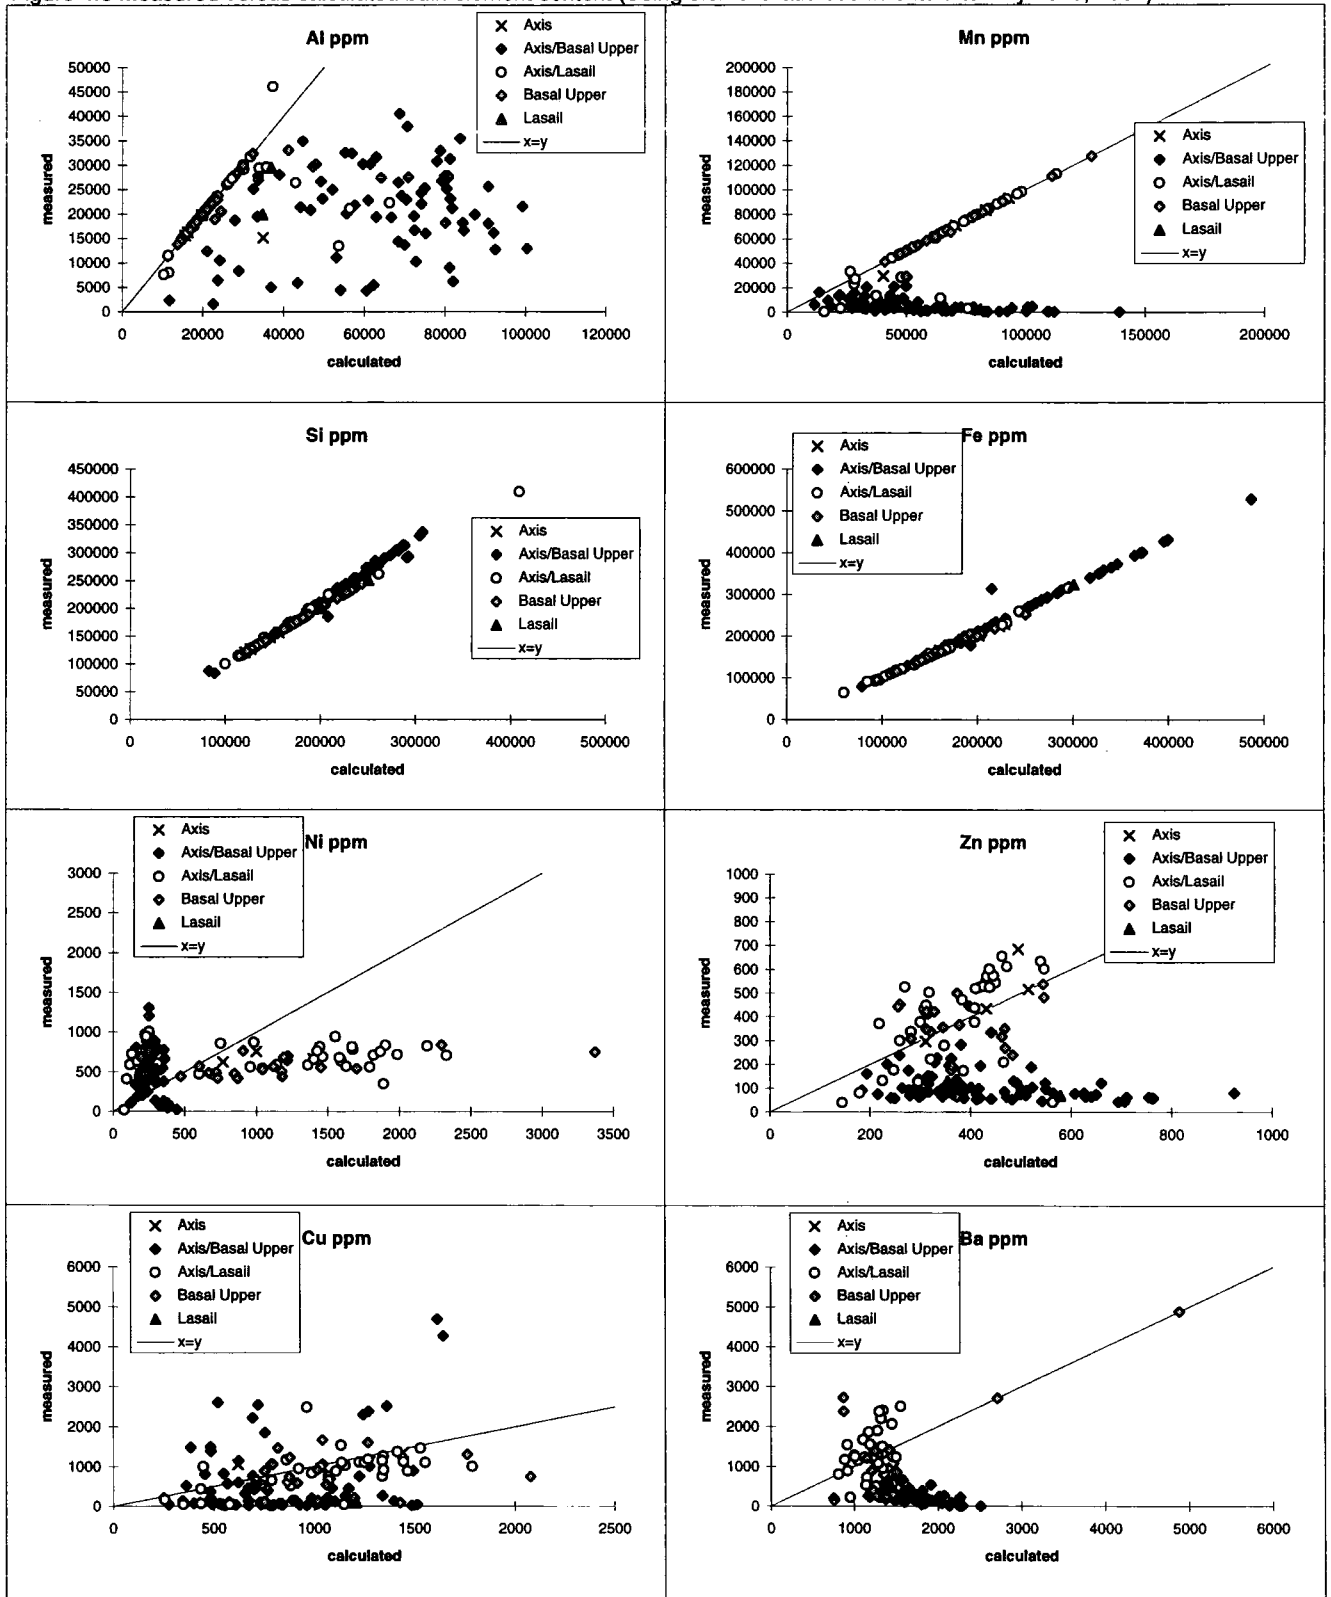 Al ppm
Axis
Axis/Basal Upper
Axis/Lasail
Basal Upper
Lasail
x=y
50000
45000
40000
35000
30000
25000
20000
15000
10000
5000
0
measured
0 20000 40000 60000 80000 100000 120000
calculated
Mn ppm
200000
180000
160000
140000
120000
100000
80000
60000
40000
20000
0
measured
Axis
Axis/Basal Upper
Axis/Lasail
Basal Upper
Lasail
x=y
0 50000 100000 150000 200000
calculated
Si ppm
450000
400000
350000
300000
250000
200000
150000
100000
50000
0
measured
Axis
Axis/Basal Upper
Axis/Lasail
Basal Upper
Lasail
x=y
0 100000 200000 300000 400000 500000
calculated
Fe ppm
Axis
Axis/Basal Upper
Axis/Lasail
Basal Upper
Lasail
x=y
600000
500000
400000
300000
200000
100000
0
measured
0 100000 200000 300000 400000 500000
calculated
Ni ppm
Axis
Axis/Basal Upper
Axis/Lasail
Basal Upper
Lasail
x=y
3000
2500
2000
1500
1000
500
0
measured
0 500 1000 1500 2000 2500 3000 3500
calculated
Zn ppm
Axis
Axis/Basal Upper
Axis/Lasail
Basal Upper
Lasail
x=y
1000
900
800
700
600
500
400
300
200
100
0
measured
0 200 400 600 800 1000
calculated
Cu ppm
Axis
Axis/Basal Upper
Axis/Lasail
Basal Upper
Lasail
x=y
6000
5000
4000
3000
2000
1000
0
measured
0 500 1000 1500 2000 2500
calculated
Ba ppm
Axis
Axis/Basal Upper
Axis/Lasail
Basal Upper
Lasail
x=y
6000
5000
4000
3000
2000
1000
0
measured
0 1000 2000 3000 4000 5000 6000
calculated